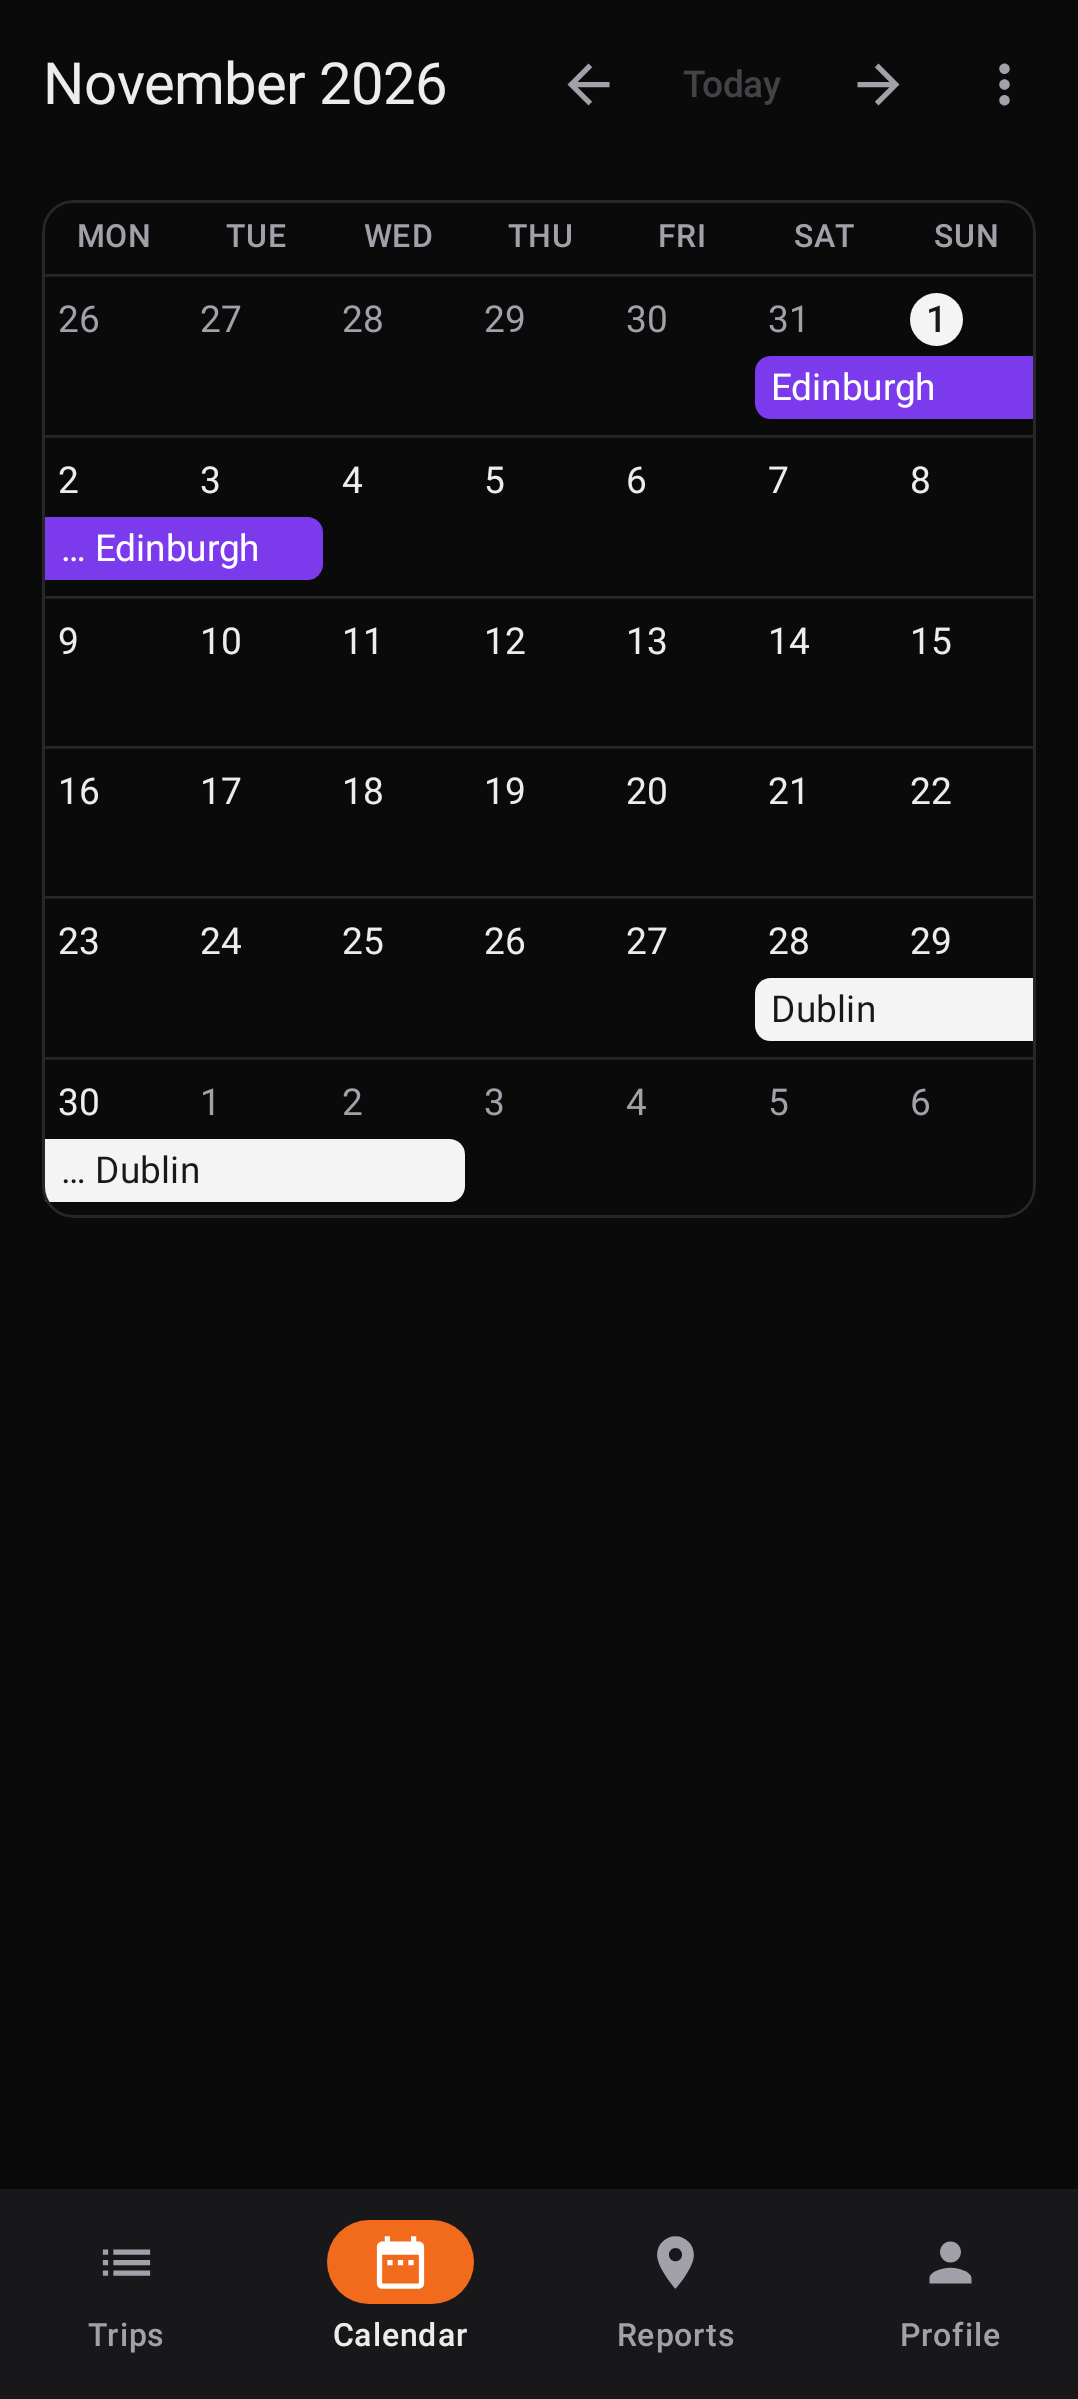 November 2026 Today
MON TUE WED THU FRI SAT SUN
26 27 28 29 30 31 1
Edinburgh
2 3 4 5 6 7 8
... Edinburgh
9 10 11 12 13 14 15
16 17 18 19 20 21 22
23 24 25 26 27 28 29
Dublin
30 1 2 3 4 5 6
... Dublin
Trips Calendar Reports Profile